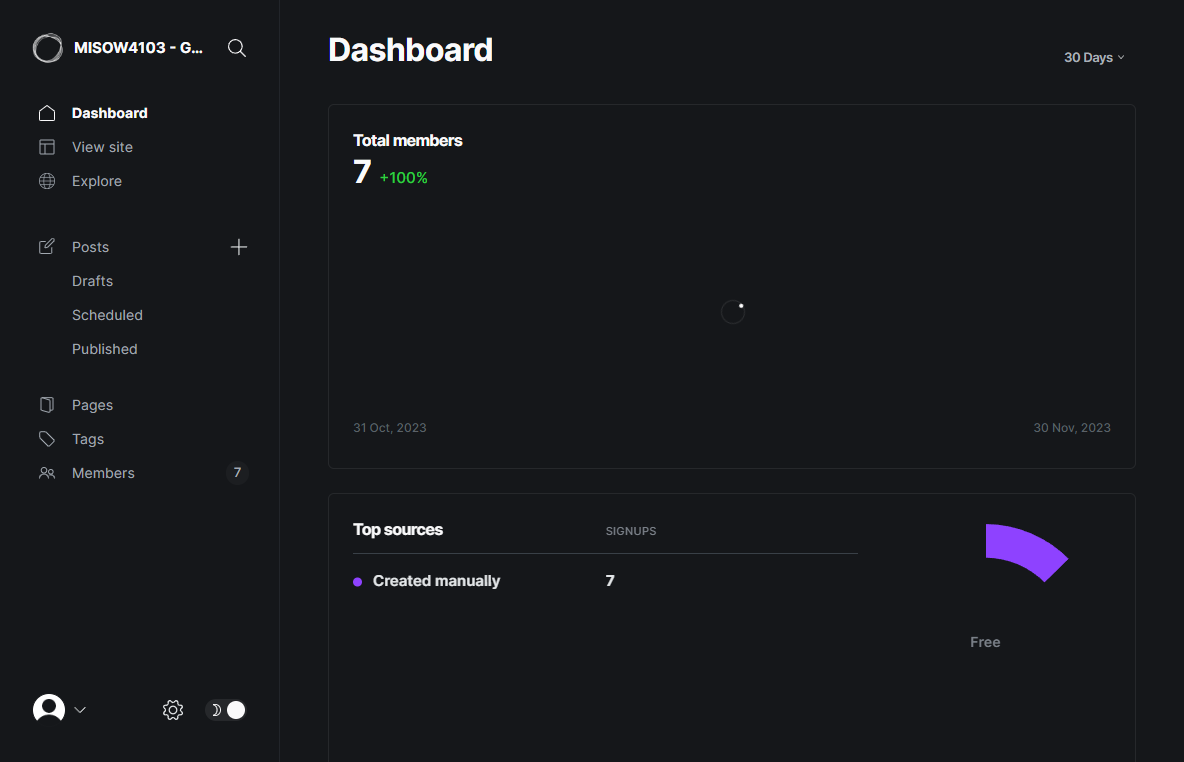 MISOW4103 - G...
Dashboard
View site
Explore
Posts
Drafts
Scheduled
Published
Pages
Tags
Members 7
Dashboard
30 Days
Total members
7 +100%
31 Oct, 2023 30 Nov, 2023
Top sources SIGNUPS
Created manually 7
Free